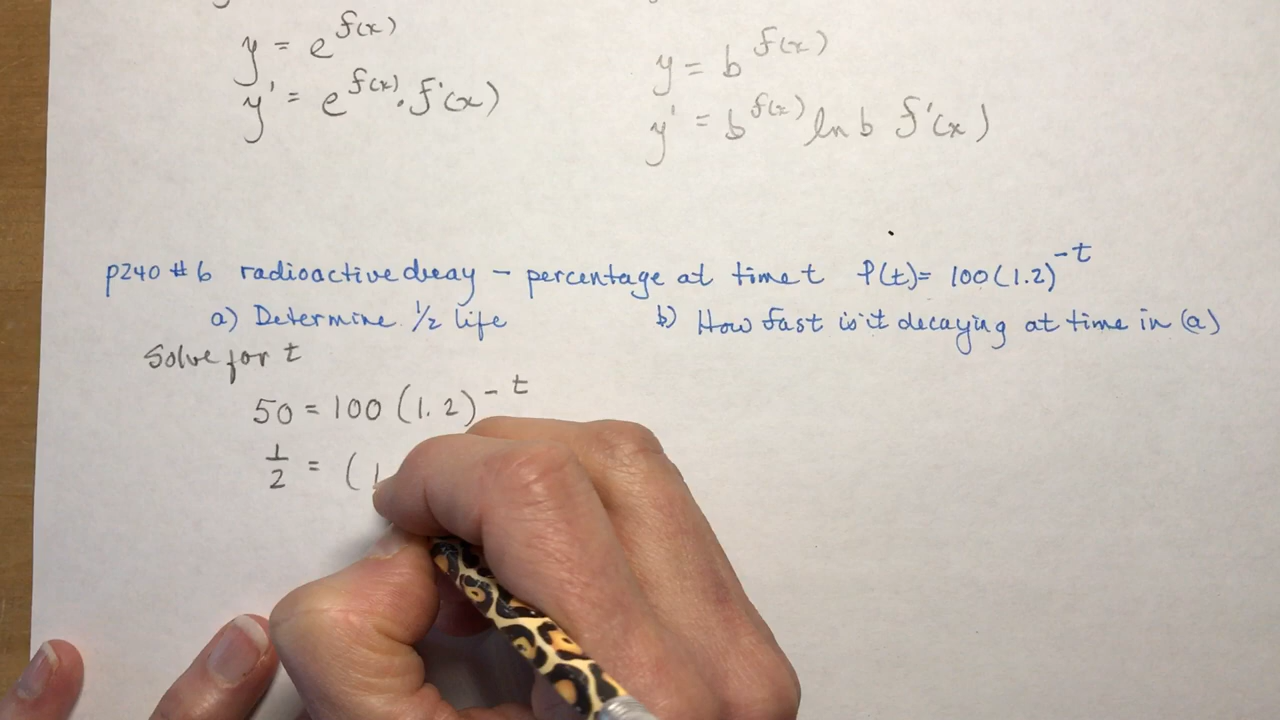 y = e^f(x)
y' = e^f(x) · f'(x)
y = b^f(x)
y' = b^f(x) ln b f'(x)
p240 #6 radioactive decay - percentage at time t P(t) = 100(1.2)^-t
a) Determine 1/2 life
b) How fast is it decaying at time in (a)
Solve for t
50 = 100(1.2)^-t
1/2 = (1